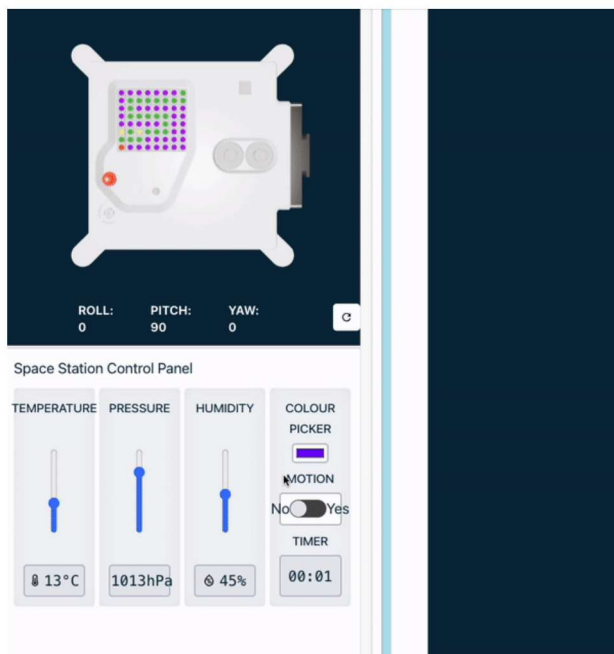 ROLL: PITCH: YAW:
0 90 0
Space Station Control Panel
TEMPERATURE PRESSURE HUMIDITY COLOUR
PICKER
MOTION
No Yes
TIMER
13°C 1013hPa 45% 00:01